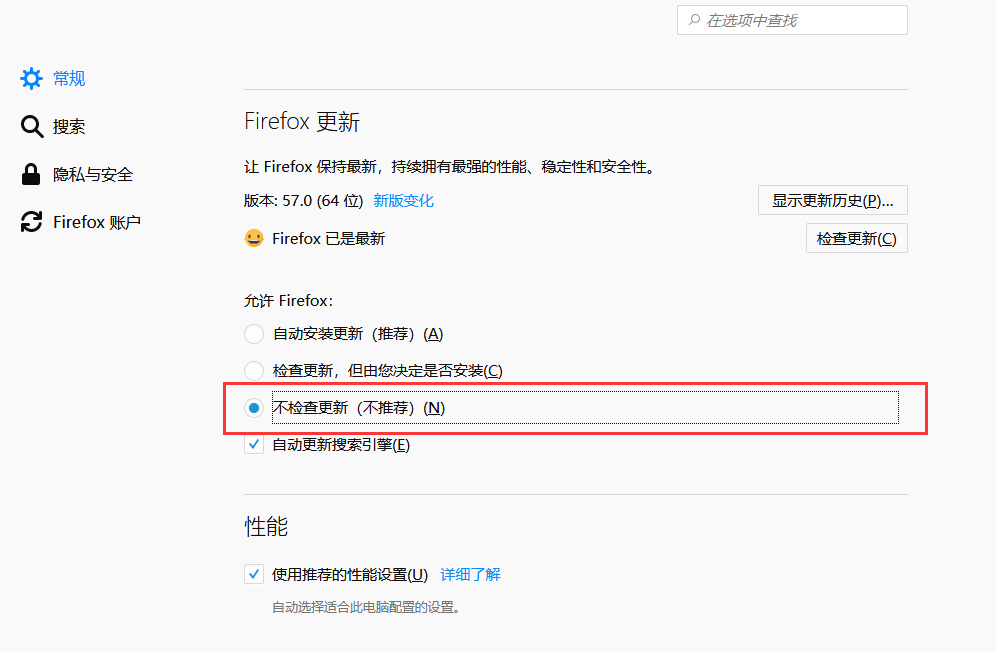 在选项中查找
常规
搜索
隐私与安全
Firefox 账户
Firefox 更新
让 Firefox 保持最新，持续拥有最强的性能、稳定性和安全性。
版本: 57.0 (64 位) 新版变化
显示更新历史(P)...
Firefox 已是最新
检查更新(C)
允许 Firefox:
自动安装更新（推荐）(A)
检查更新，但由您决定是否安装(C)
不检查更新（不推荐）(N)
自动更新搜索引擎(E)
性能
使用推荐的性能设置(U) 详细了解
自动选择适合此电脑配置的设置。